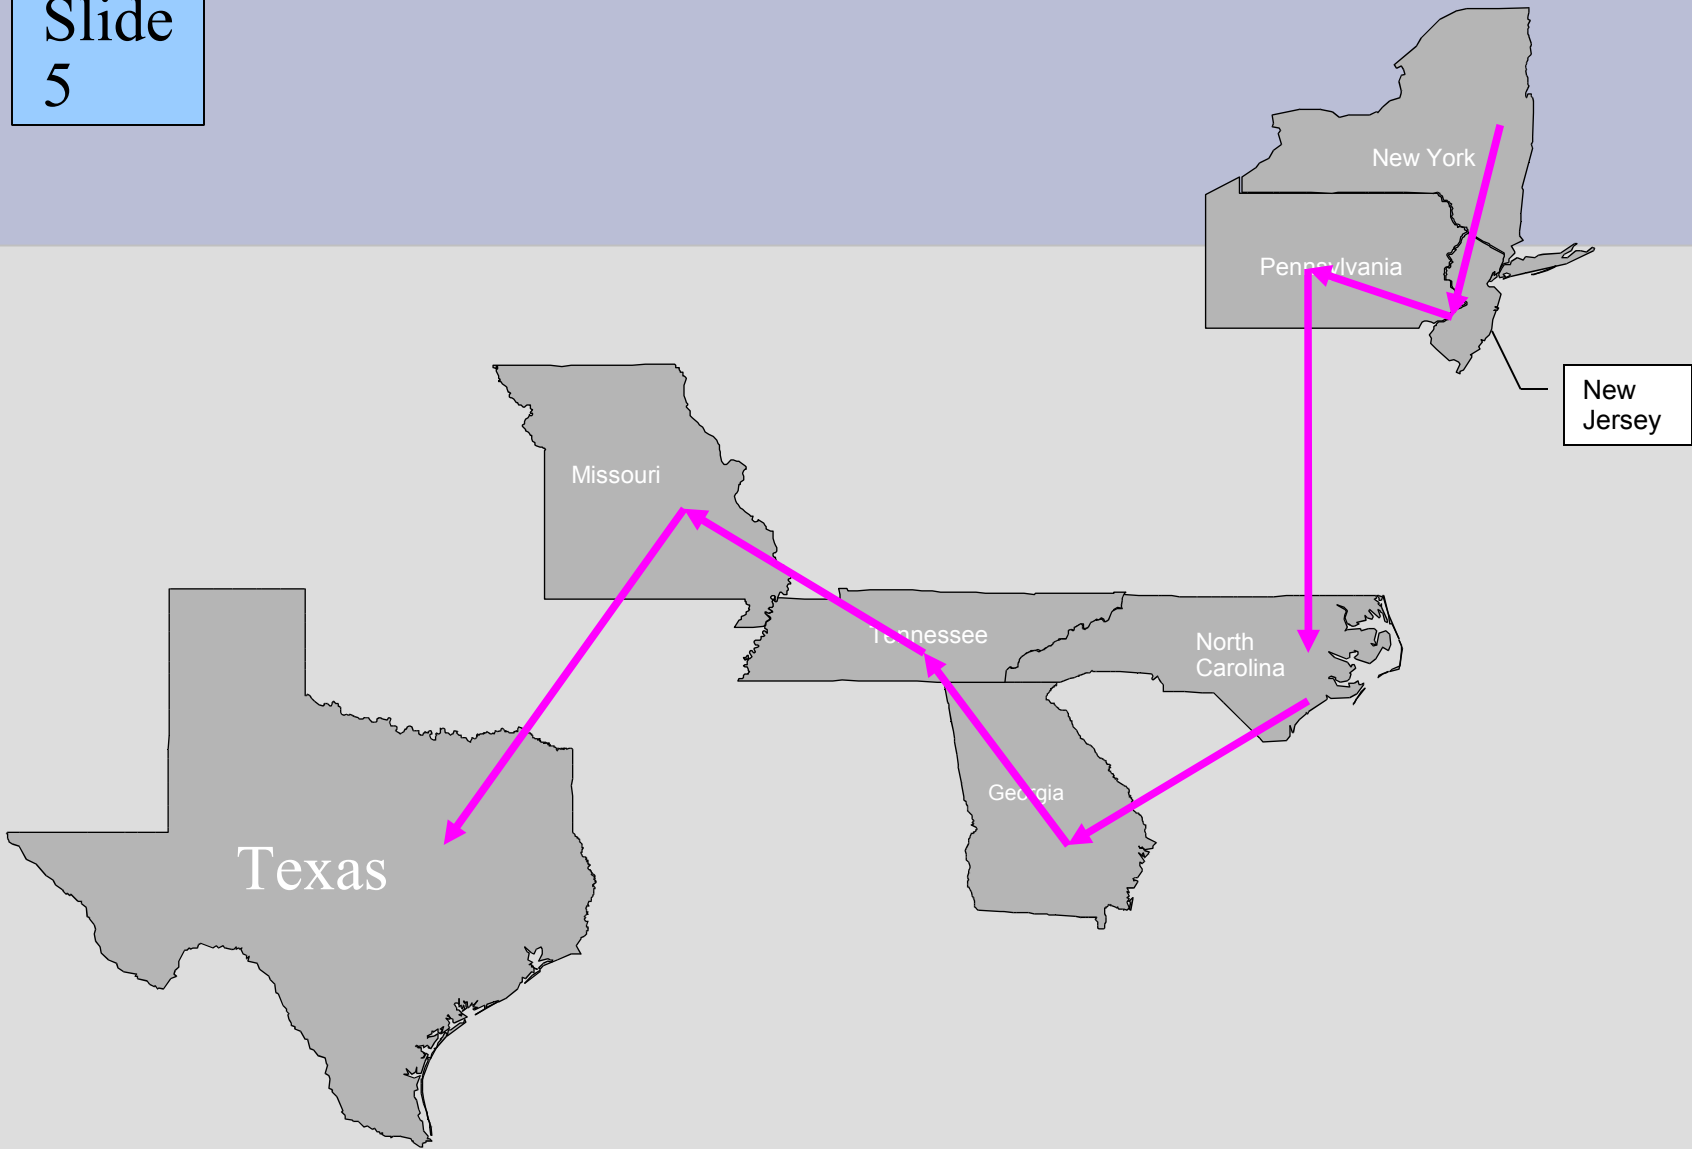 Slide
5
New York
Pennsylvania
New
Jersey
Missouri
Tennessee
North
Carolina
Georgia
Texas